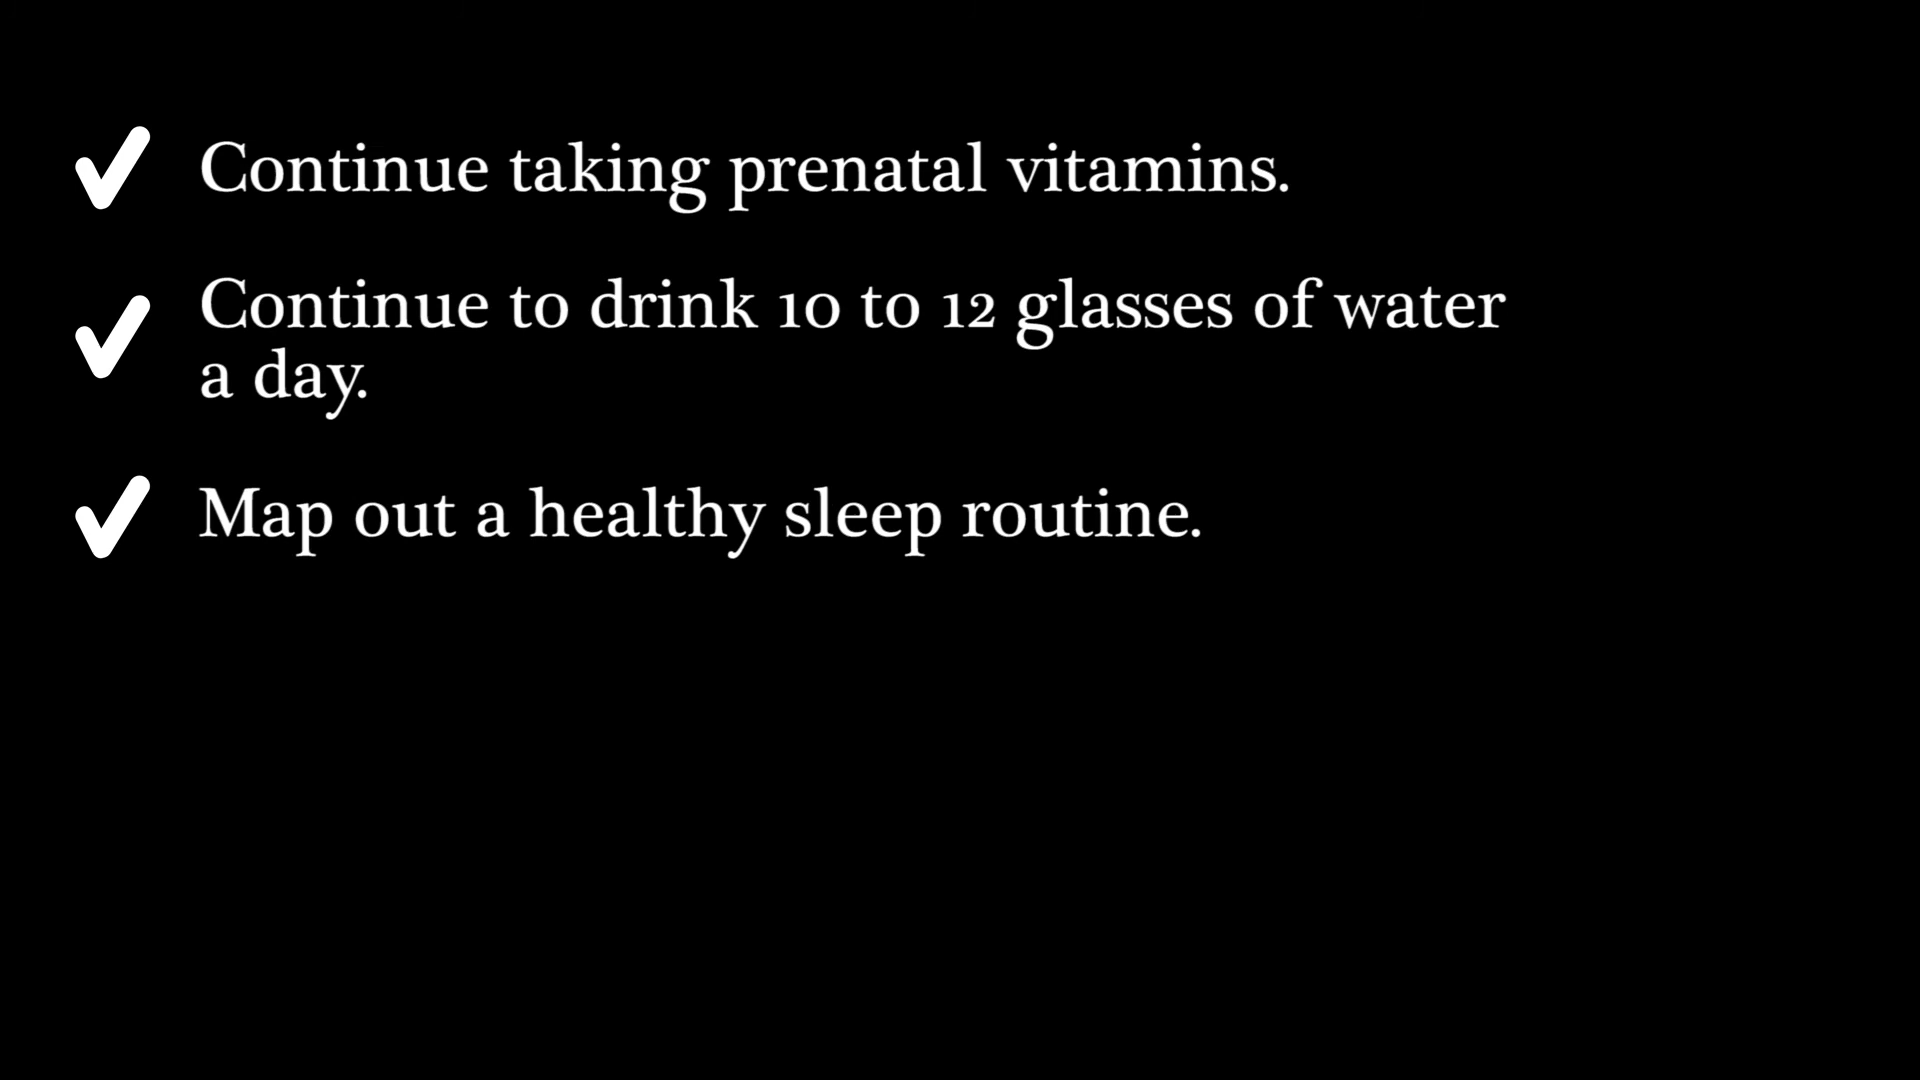 Continue taking prenatal vitamins.
Continue to drink 10 to 12 glasses of water
a day.
Map out a healthy sleep routine.